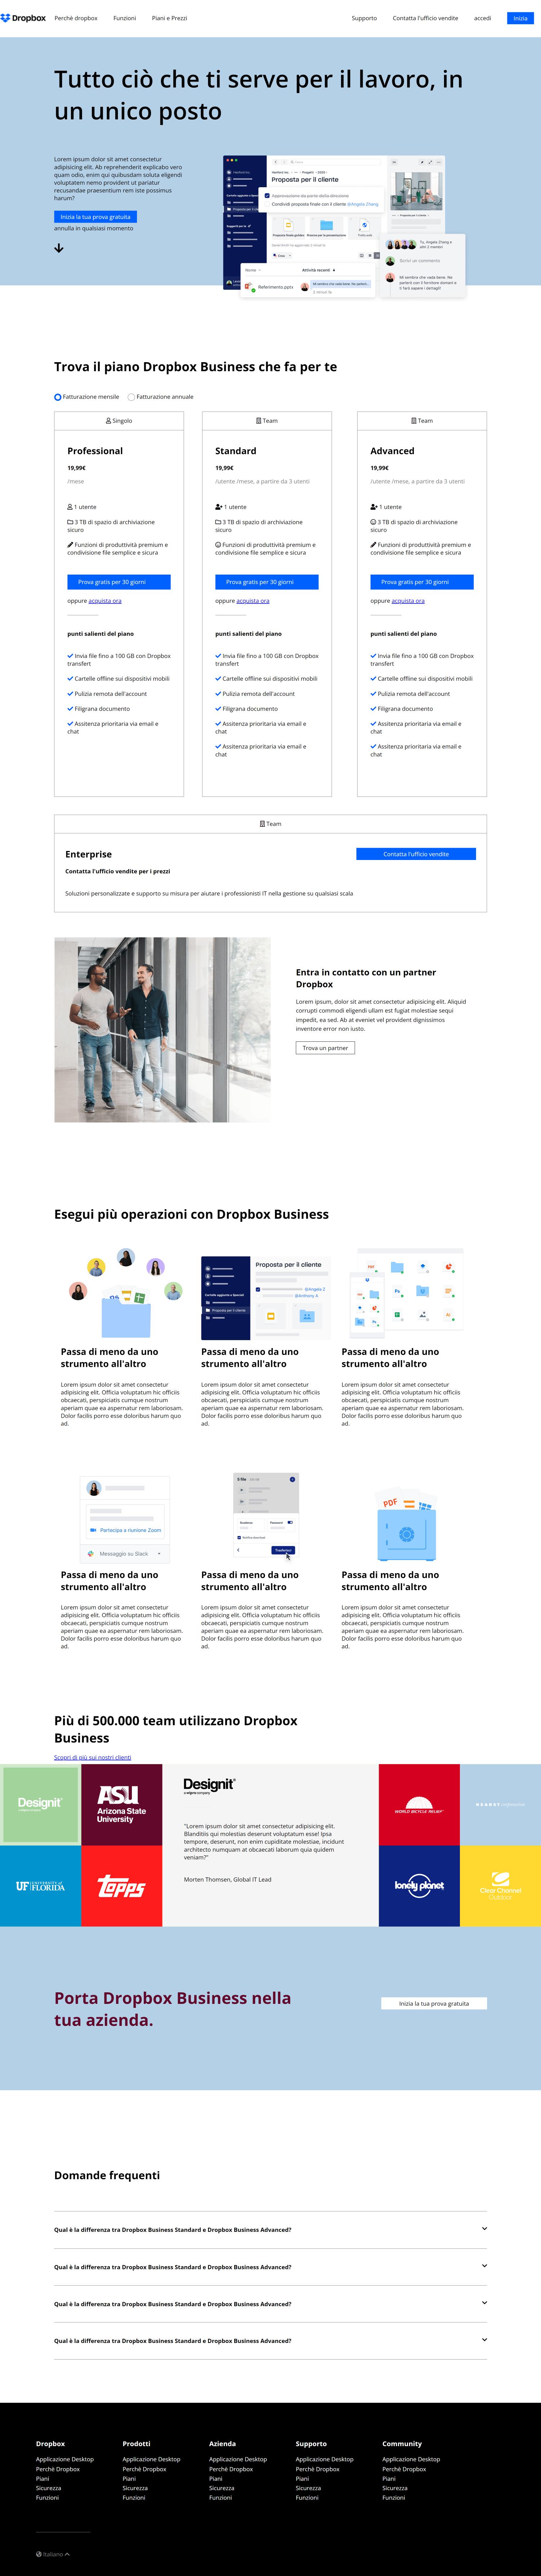 Dropbox Perchè dropbox Funzioni Piani e Prezzi Supporto Contatta l'ufficio vendite accedi Inizia
Tutto ciò che ti serve per il lavoro, in
un unico posto
Lorem ipsum dolor sit amet consectetur
adipisicing elit. Ab reprehenderit explicabo vero
quam odio, enim qui quibusdam soluta eligendi
voluptatem nemo provident ut pariatur
recusandae praesentium rem iste possimus
harum?
Inizia la tua prova gratuita
annulla in qualsiasi momento
Proposta per il cliente
Condividi proposta finale con il cliente @Angela Zhang
Attività recenti
Referimento.pptx
Scrivi un commento
Trova il piano Dropbox Business che fa per te
Fatturazione mensile Fatturazione annuale
Singolo
Professional
19,99€
/mese
1 utente
3 TB di spazio di archiviazione
sicuro
Funzioni di produttività premium e
condivisione file semplice e sicura
Prova gratis per 30 giorni
oppure acquista ora
punti salienti del piano
Invia file fino a 100 GB con Dropbox
transfert
Cartelle offline sui dispositivi mobili
Pulizia remota dell'account
Filigrana documento
Assitenza prioritaria via email e
chat
Team
Standard
19,99€
/utente /mese, a partire da 3 utenti
1 utente
3 TB di spazio di archiviazione
sicuro
Funzioni di produttività premium e
condivisione file semplice e sicura
Prova gratis per 30 giorni
oppure acquista ora
punti salienti del piano
Invia file fino a 100 GB con Dropbox
transfert
Cartelle offline sui dispositivi mobili
Pulizia remota dell'account
Filigrana documento
Assitenza prioritaria via email e
chat
Assitenza prioritaria via email e
chat
Team
Advanced
19,99€
/utente /mese, a partire da 3 utenti
1 utente
3 TB di spazio di archiviazione
sicuro
Funzioni di produttività premium e
condivisione file semplice e sicura
Prova gratis per 30 giorni
oppure acquista ora
punti salienti del piano
Invia file fino a 100 GB con Dropbox
transfert
Cartelle offline sui dispositivi mobili
Pulizia remota dell'account
Filigrana documento
Assitenza prioritaria via email e
chat
Assitenza prioritaria via email e
chat
Team
Enterprise
Contatta l'ufficio vendite
Contatta l'ufficio vendite per i prezzi
Soluzioni personalizzate e supporto su misura per aiutare i professionisti IT nella gestione su qualsiasi scala
Entra in contatto con un partner
Dropbox
Lorem ipsum, dolor sit amet consectetur adipisicing elit. Aliquid
corrupti commodi eligendi ullam est fugiat molestiae sequi
impedit, ea sed. Ab at eveniet vel provident dignissimos
inventore error non iusto.
Trova un partner
Esegui più operazioni con Dropbox Business
Passa di meno da uno
strumento all'altro
Lorem ipsum dolor sit amet consectetur
adipisicing elit. Officia voluptatum hic officiis
obcaecati, perspiciatis cumque nostrum
aperiam quae ea aspernatur rem laboriosam.
Dolor facilis porro esse doloribus harum quo
ad.
Proposta per il cliente
@Angela Z
@Anthony 4
Passa di meno da uno
strumento all'altro
Lorem ipsum dolor sit amet consectetur
adipisicing elit. Officia voluptatum hic officiis
obcaecati, perspiciatis cumque nostrum
aperiam quae ea aspernatur rem laboriosam.
Dolor facilis porro esse doloribus harum quo
ad.
Passa di meno da uno
strumento all'altro
Lorem ipsum dolor sit amet consectetur
adipisicing elit. Officia voluptatum hic officiis
obcaecati, perspiciatis cumque nostrum
aperiam quae ea aspernatur rem laboriosam.
Dolor facilis porro esse doloribus harum quo
ad.
Partecipa a riunione Zoom
Messaggio su Slack
Passa di meno da uno
strumento all'altro
Lorem ipsum dolor sit amet consectetur
adipisicing elit. Officia voluptatum hic officiis
obcaecati, perspiciatis cumque nostrum
aperiam quae ea aspernatur rem laboriosam.
Dolor facilis porro esse doloribus harum quo
ad.
5 file
Passa di meno da uno
strumento all'altro
Lorem ipsum dolor sit amet consectetur
adipisicing elit. Officia voluptatum hic officiis
obcaecati, perspiciatis cumque nostrum
aperiam quae ea aspernatur rem laboriosam.
Dolor facilis porro esse doloribus harum quo
ad.
PDF
Passa di meno da uno
strumento all'altro
Lorem ipsum dolor sit amet consectetur
adipisicing elit. Officia voluptatum hic officiis
obcaecati, perspiciatis cumque nostrum
aperiam quae ea aspernatur rem laboriosam.
Dolor facilis porro esse doloribus harum quo
ad.
Più di 500.000 team utilizzano Dropbox
Business
Scopri di più sui nostri clienti
Designit
ASU
Arizona State
University
UF UNIVERSITY of
FLORIDA
Topps
Designit
"Lorem ipsum dolor sit amet consectetur adipisicing elit.
Blanditiis qui molestias deserunt voluptatum esse! Ipsa
tempore, deserunt, non enim cupiditate molestiae, incidunt
architecto numquam at obcaecati laborum quia quidem
veniam?"
Morten Thomsen, Global IT Lead
WORLD BICYCLE RELIEF
lonely planet
Clear Channel
Outdoor
Porta Dropbox Business nella
tua azienda.
Inizia la tua prova gratuita
Domande frequenti
Qual è la differenza tra Dropbox Business Standard e Dropbox Business Advanced?
Qual è la differenza tra Dropbox Business Standard e Dropbox Business Advanced?
Qual è la differenza tra Dropbox Business Standard e Dropbox Business Advanced?
Qual è la differenza tra Dropbox Business Standard e Dropbox Business Advanced?
Dropbox
Applicazione Desktop
Perchè Dropbox
Piani
Sicurezza
Funzioni
Prodotti
Applicazione Desktop
Perchè Dropbox
Piani
Sicurezza
Funzioni
Azienda
Applicazione Desktop
Perchè Dropbox
Piani
Sicurezza
Funzioni
Supporto
Applicazione Desktop
Perchè Dropbox
Piani
Sicurezza
Funzioni
Community
Applicazione Desktop
Perchè Dropbox
Piani
Sicurezza
Funzioni
Italiano